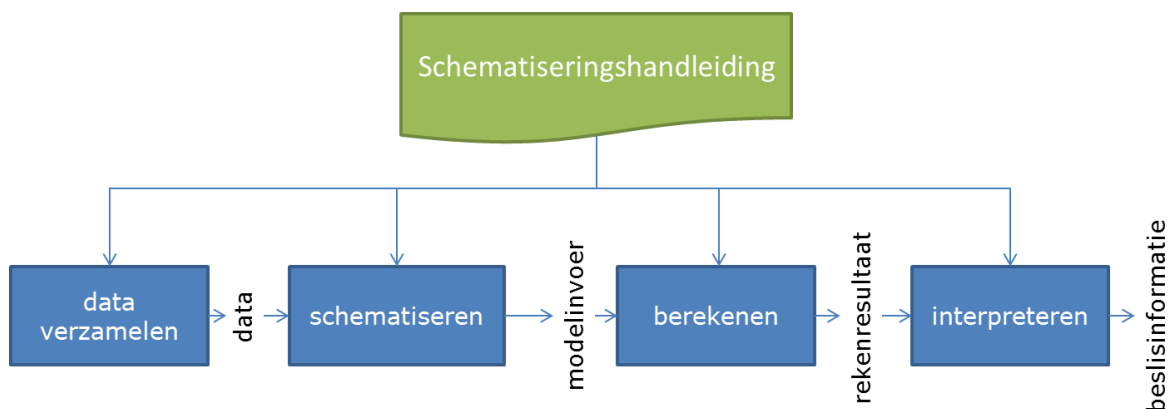 Schematiseringshandleiding
data
verzamelen
data
schematiseren
modelinvoer
berekenen
rekenresultaat
interpreteren
beslisinformatie